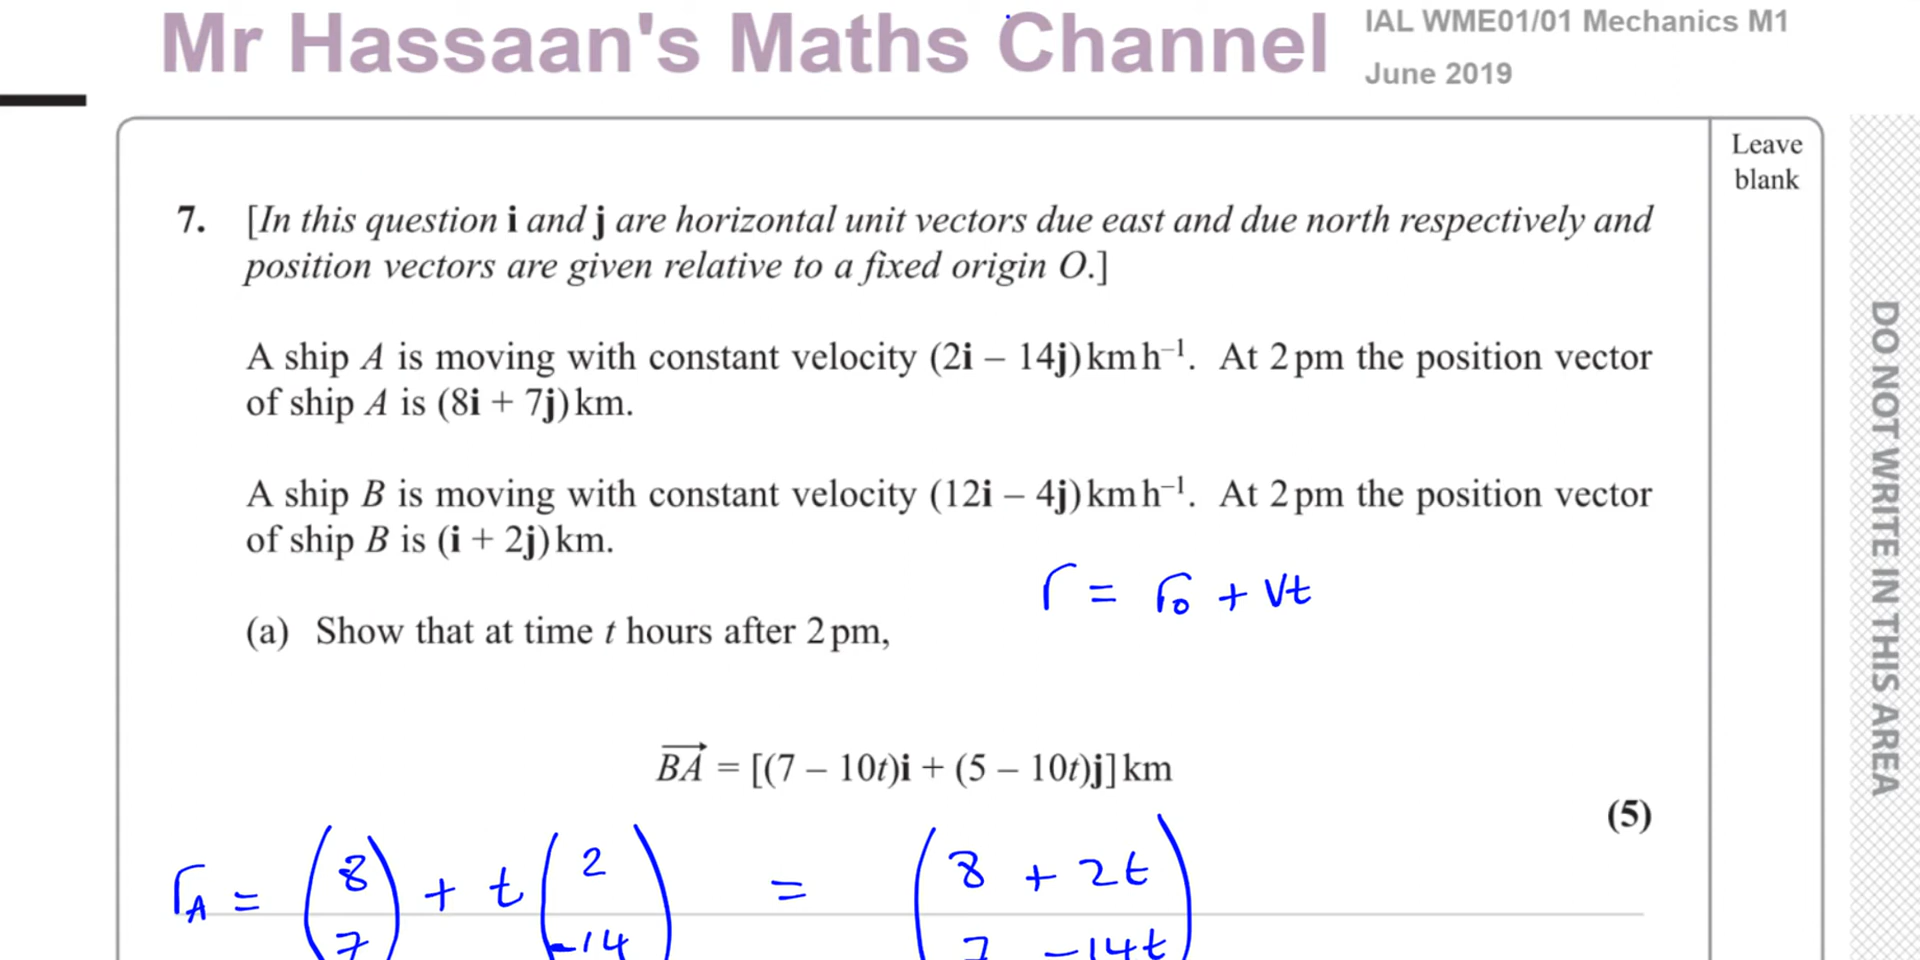 Mr Hassaan's Maths Channel
IAL WME01/01 Mechanics M1
June 2019
Leave
blank
7. [In this question i and j are horizontal unit vectors due east and due north respectively and
position vectors are given relative to a fixed origin O.]
A ship A is moving with constant velocity (2i – 14j) km h⁻¹. At 2 pm the position vector
of ship A is (8i + 7j) km.
A ship B is moving with constant velocity (12i – 4j) km h⁻¹. At 2 pm the position vector
of ship B is (i + 2j) km.
r = r₀ + vt
(a) Show that at time t hours after 2 pm,
BA⃗ = [(7 – 10t)i + (5 – 10t)j] km
(5)
r_A = (8 + t(2 = (8 + 2t
7) -14) 7 -14t)
DO NOT WRITE IN THIS AREA